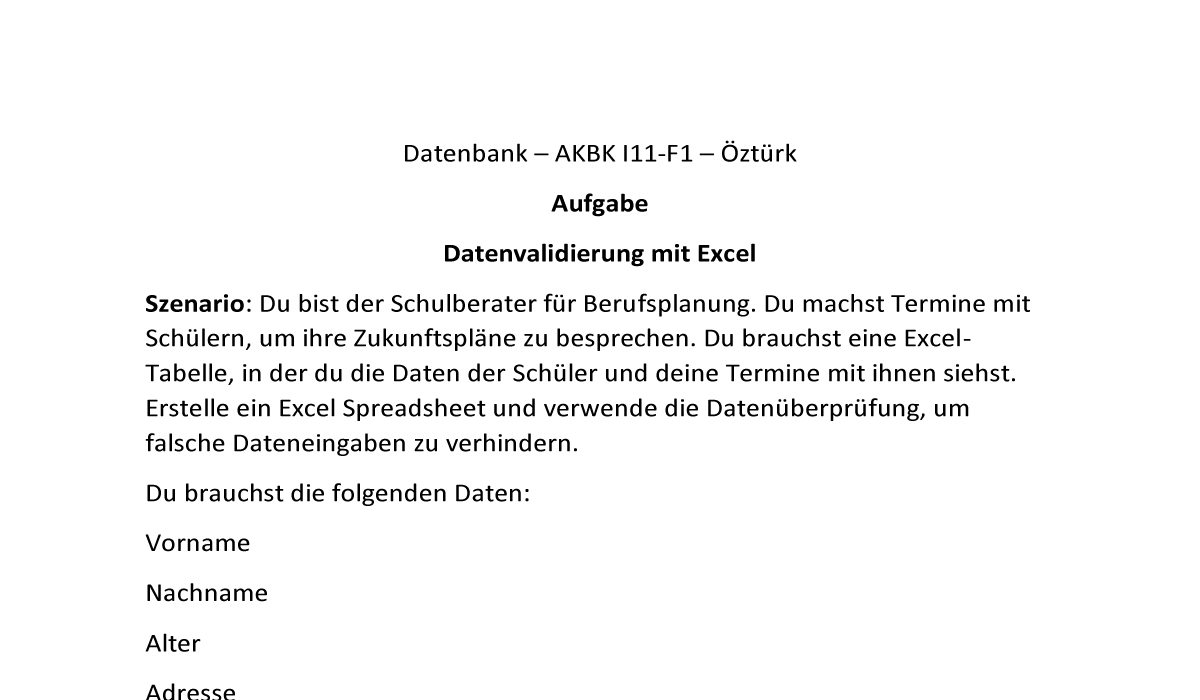 Datenbank – AKBK I11-F1 – Öztürk
Aufgabe
Datenvalidierung mit Excel
Szenario: Du bist der Schulberater für Berufsplanung. Du machst Termine mit
Schülern, um ihre Zukunftspläne zu besprechen. Du brauchst eine Excel-
Tabelle, in der du die Daten der Schüler und deine Termine mit ihnen siehst.
Erstelle ein Excel Spreadsheet und verwende die Datenüberprüfung, um
falsche Dateneingaben zu verhindern.
Du brauchst die folgenden Daten:
Vorname
Nachname
Alter
Adresse